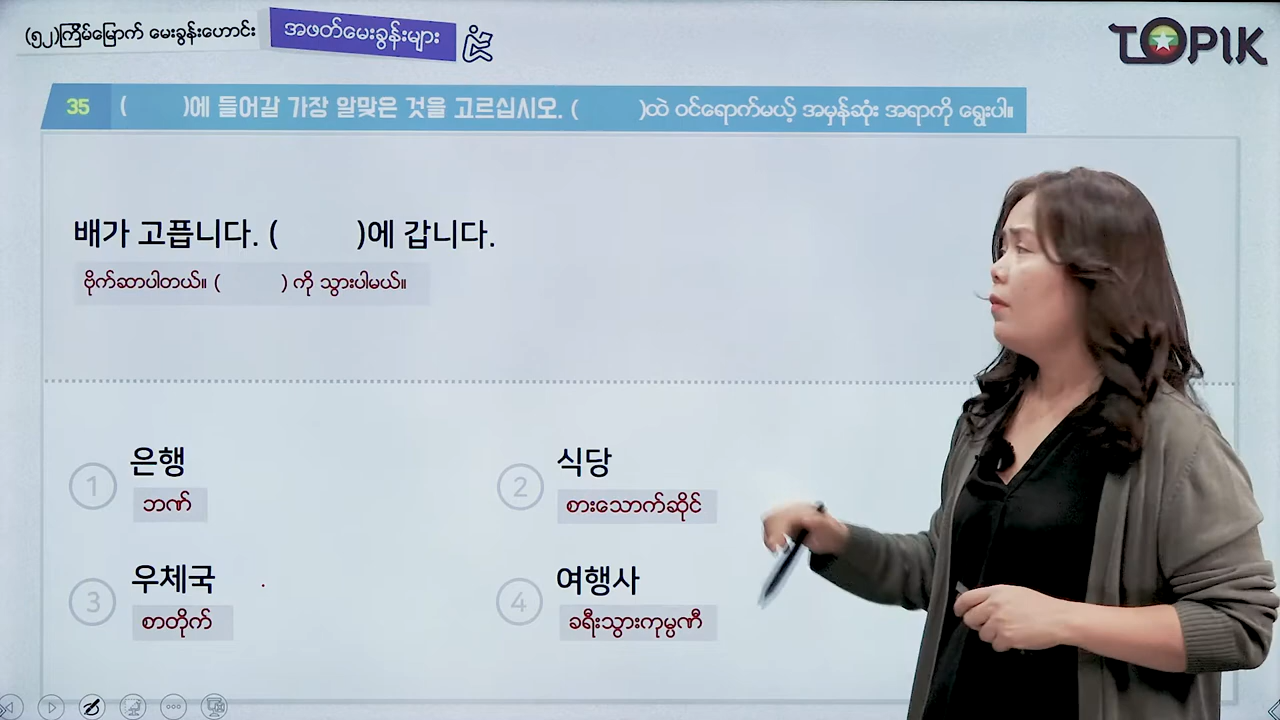 (၅၂)ကြိမ်မြောက် မေးခွန်းဟောင်း အဖတ်မေးခွန်းများ
TOPIK
35 ( )에 들어갈 가장 알맞은 것을 고르십시오. ( )ထဲ ဝင်ရောက်မယ့် အမှန်ဆုံး အရာကို ရွေးပါ။
배가 고픕니다. ( )에 갑니다.
ဗိုက်ဆာပါတယ်။ ( ) ကို သွားပါမယ်။
1 은행
ဘဏ်
2 식당
စားသောက်ဆိုင်
3 우체국
စာတိုက်
4 여행사
ခရီးသွားကုမ္ပဏီ